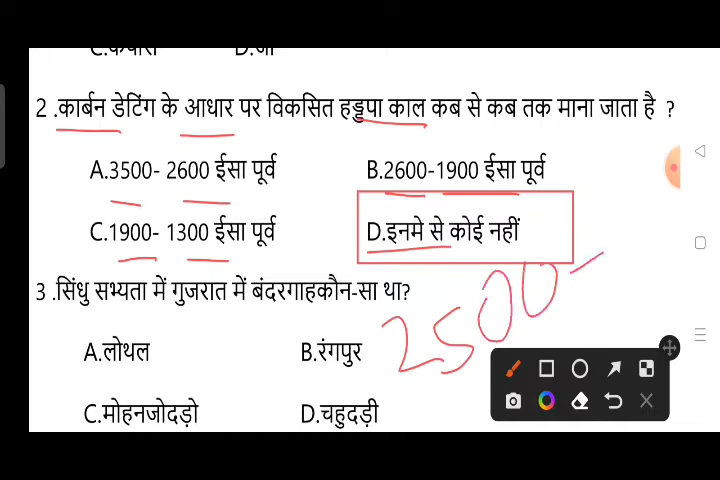 2 .कार्बन डेटिंग के आधार पर विकसित हड्डपा काल कब से कब तक माना जाता है ?
A.3500- 2600 ईसा पूर्व B.2600-1900 ईसा पूर्व
C.1900- 1300 ईसा पूर्व D.इनमे से कोई नहीं
3 .सिंधु सभ्यता में गुजरात में बंदरगाहकौन-सा था?
2500-
A.लोथल B.रंगपुर
C.मोहनजोदड़ो D.चहुदड़ी